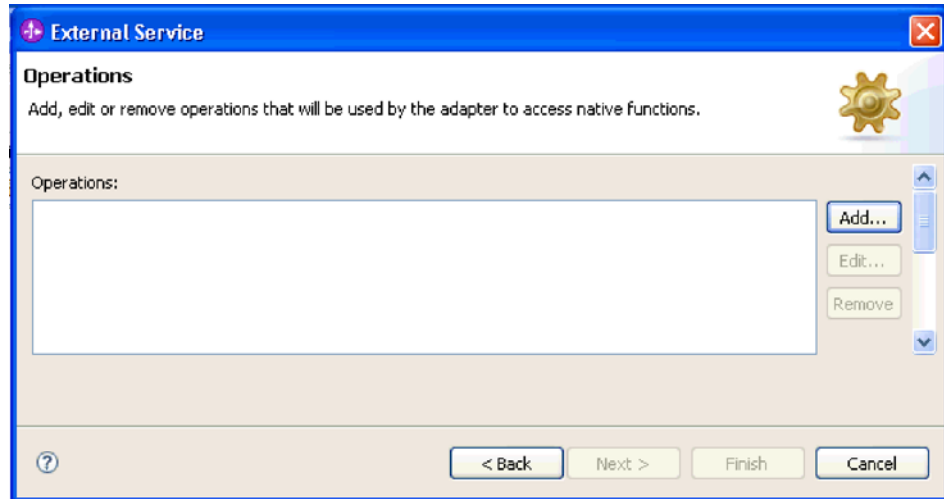 External Service
Operations
Add, edit or remove operations that will be used by the adapter to access native functions.
Operations:
Add...
Edit...
Remove
?
< Back
Next >
Finish
Cancel